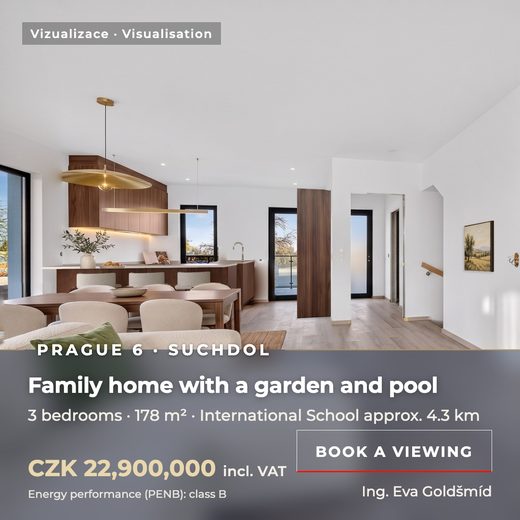 Vizualizace · Visualisation
PRAGUE 6 · SUCHDOL
Family home with a garden and pool
3 bedrooms · 178 m² · International School approx. 4.3 km
BOOK A VIEWING
CZK 22,900,000 incl. VAT
Energy performance (PENB): class B
Ing. Eva Goldšmíd